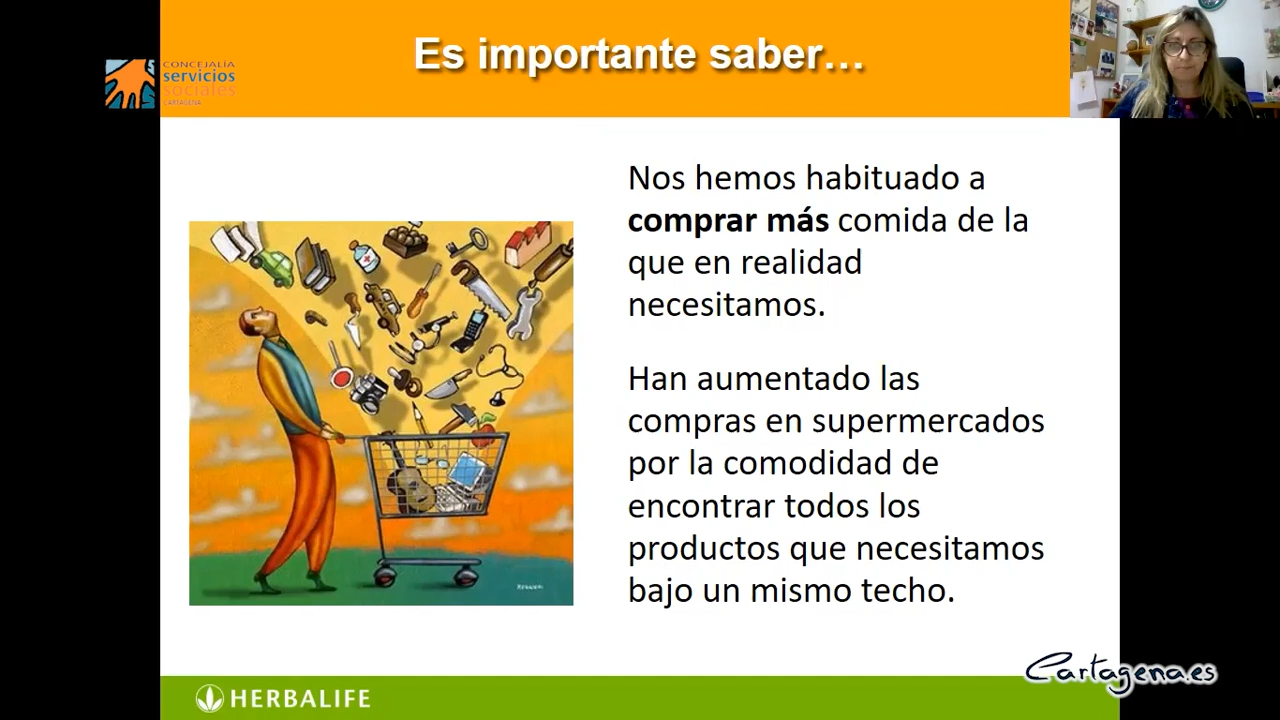 Es importante saber...
CONCEJALÍA
servicios
sociales
CARTAGENA
Nos hemos habituado a
comprar más comida de la
que en realidad
necesitamos.
Han aumentado las
compras en supermercados
por la comodidad de
encontrar todos los
productos que necesitamos
bajo un mismo techo.
Cartagena.es
HERBALIFE